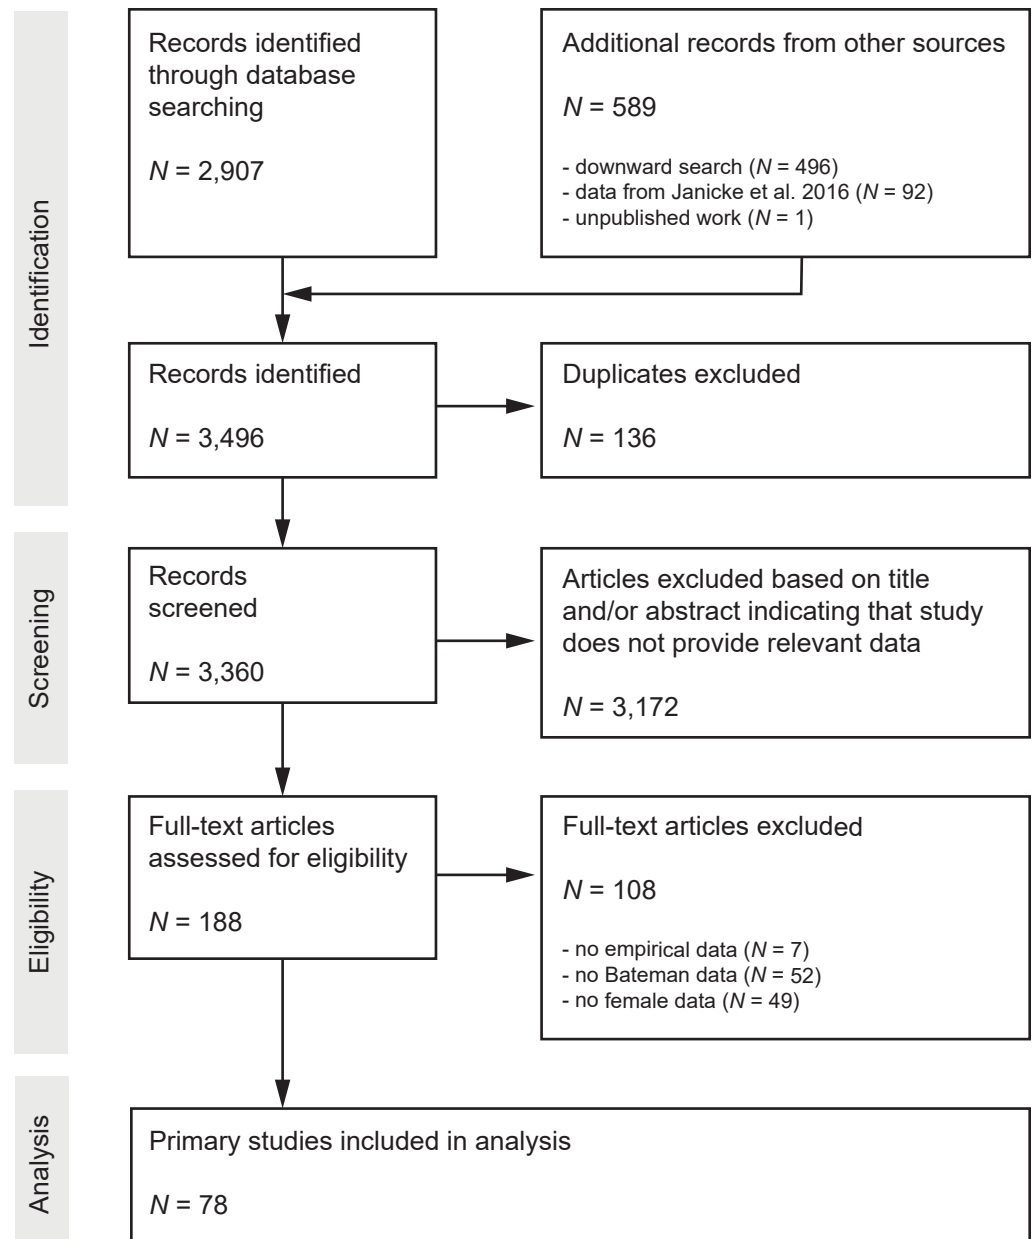 Identification
Records identified
through database
searching
N = 2,907
Additional records from other sources
N = 589
- downward search (N = 496)
- data from Janicke et al. 2016 (N = 92)
- unpublished work (N = 1)
Records identified
N = 3,496
Duplicates excluded
N = 136
Screening
Records
screened
N = 3,360
Articles excluded based on title
and/or abstract indicating that study
does not provide relevant data
N = 3,172
Eligibility
Full-text articles
assessed for eligibility
N = 188
Full-text articles excluded
N = 108
- no empirical data (N = 7)
- no Bateman data (N = 52)
- no female data (N = 49)
Analysis
Primary studies included in analysis
N = 78